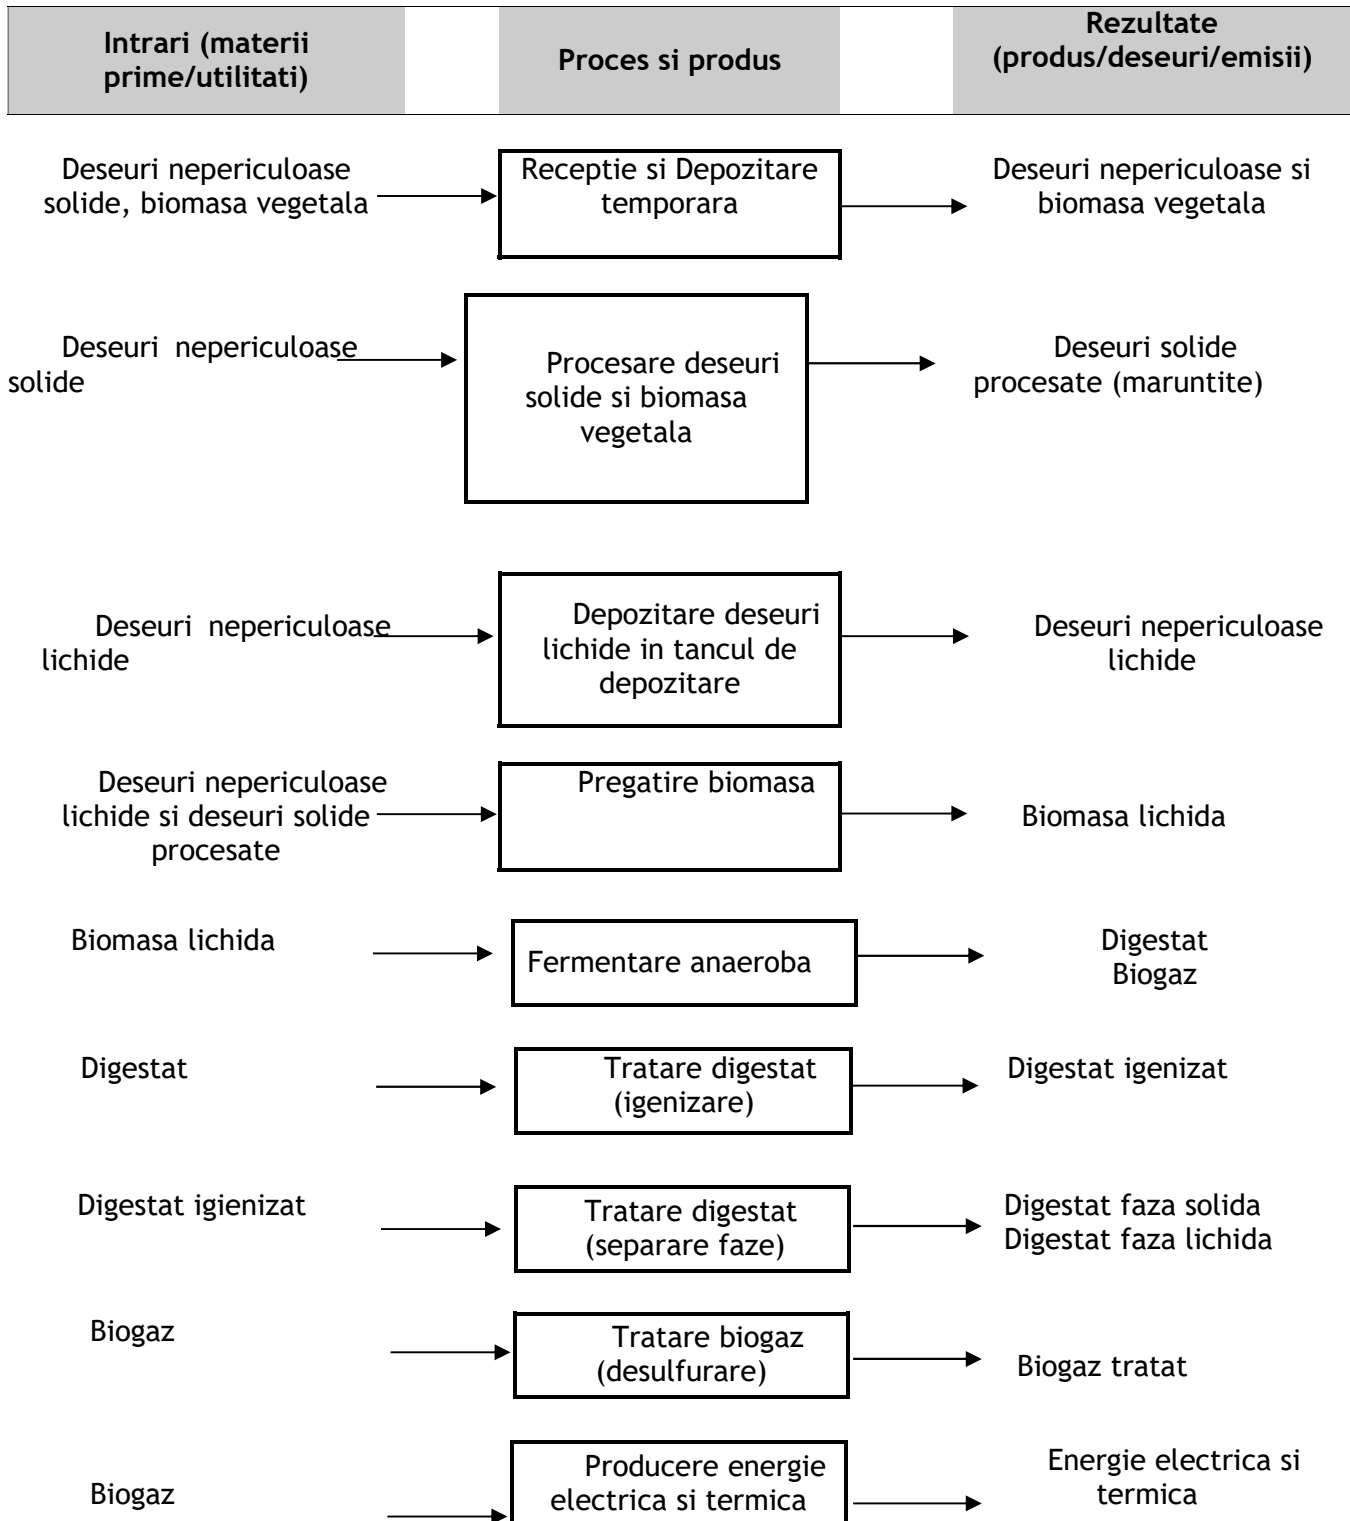 Intrari (materii
prime/utilitati)
Proces si produs
Rezultate
(produs/deseuri/emisii)
Deseuri nepericuloase
solide, biomasa vegetala
Receptie si Depozitare
temporara
Deseuri nepericuloase si
biomasa vegetala
Deseuri nepericuloase
solide
Procesare deseuri
solide si biomasa
vegetala
Deseuri solide
procesate (maruntite)
Deseuri nepericuloase
lichide
Depozitare deseuri
lichide in tancul de
depozitare
Deseuri nepericuloase
lichide
Deseuri nepericuloase
lichide si deseuri solide
procesate
Pregatire biomasa
Biomasa lichida
Biomasa lichida
Fermentare anaeroba
Digestat
Biogaz
Digestat
Tratare digestat
(igenizare)
Digestat igenizat
Digestat igienizat
Tratare digestat
(separare faze)
Digestat faza solida
Digestat faza lichida
Biogaz
Tratare biogaz
(desulfurare)
Biogaz tratat
Biogaz
Producere energie
electrica si termica
Energie electrica si
termica